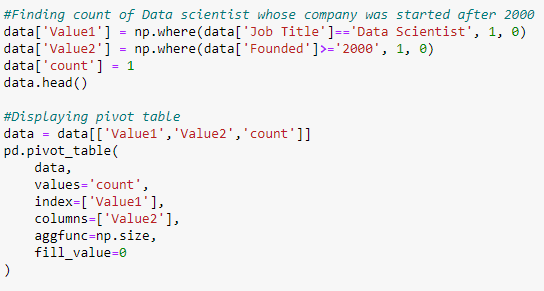 #Finding count of Data scientist whose company was started after 2000
data['Value1'] = np.where(data['Job Title']=='Data Scientist', 1, 0)
data['Value2'] = np.where(data['Founded']>='2000', 1, 0)
data['count'] = 1
data.head()

#Displaying pivot table
data = data[['Value1','Value2','count']]
pd.pivot_table(
    data,
    values='count',
    index=['Value1'],
    columns=['Value2'],
    aggfunc=np.size,
    fill_value=0
)